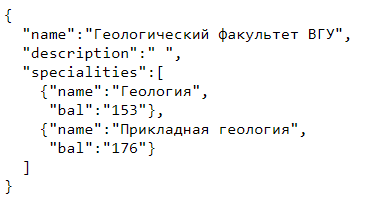 {
  "name":"Геологический факультет ВГУ",
  "description":" ",
  "specialities":[
    {"name":"Геология",
     "bal":"153"},
    {"name":"Прикладная геология",
     "bal":"176"}
  ]
}